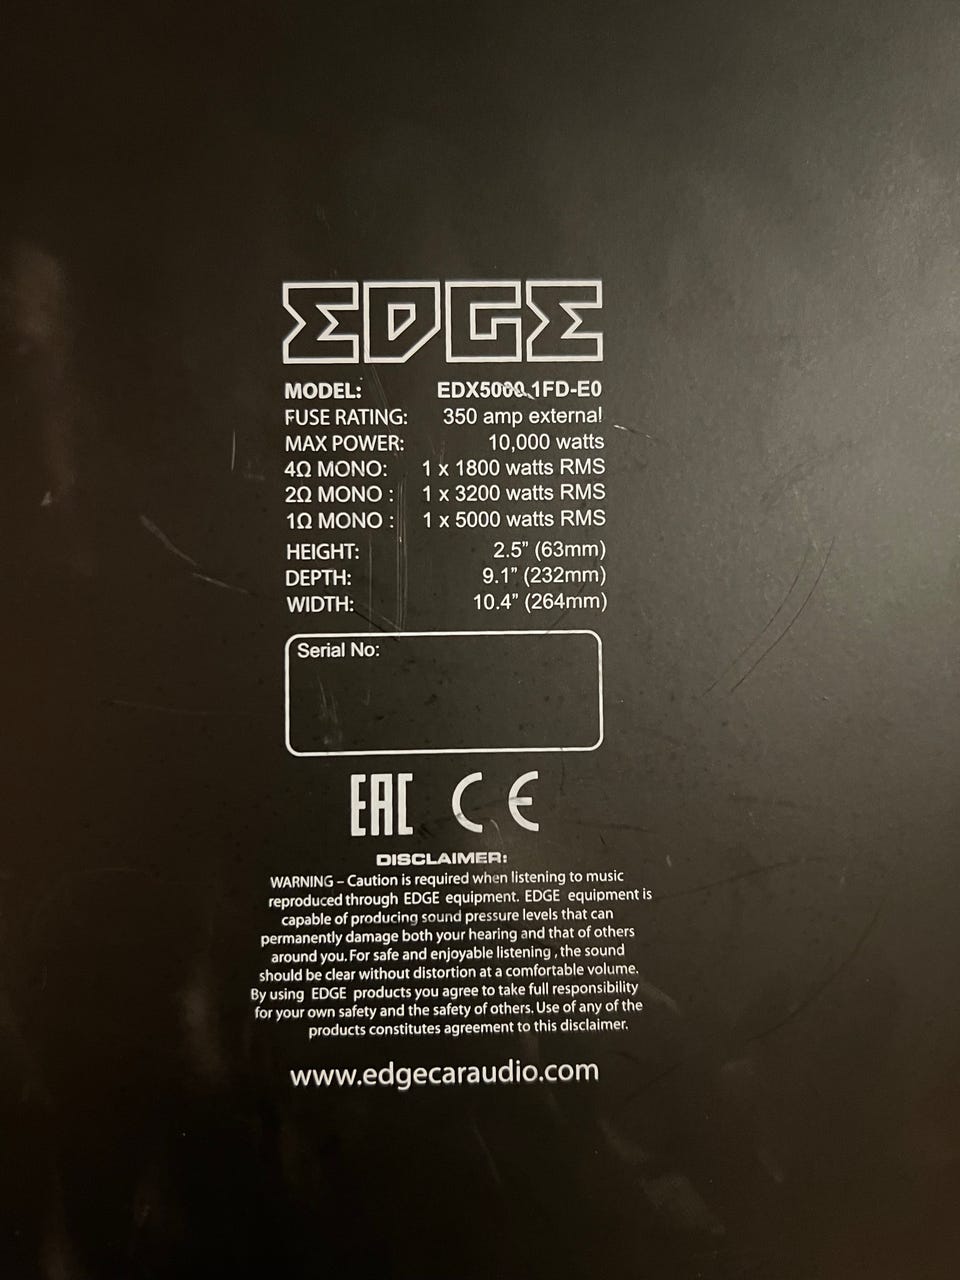 EDGE
MODEL: EDX5000.1FD-E0
FUSE RATING: 350 amp external
MAX POWER: 10,000 watts
4Ω MONO: 1 x 1800 watts RMS
2Ω MONO : 1 x 3200 watts RMS
1Ω MONO : 1 x 5000 watts RMS
HEIGHT: 2.5” (63mm)
DEPTH: 9.1” (232mm)
WIDTH: 10.4” (264mm)
Serial No:
EAC CE
DISCLAIMER:
WARNING – Caution is required when listening to music
reproduced through EDGE equipment. EDGE equipment is
capable of producing sound pressure levels that can
permanently damage both your hearing and that of others
around you. For safe and enjoyable listening , the sound
should be clear without distortion at a comfortable volume.
By using EDGE products you agree to take full responsibility
for your own safety and the safety of others. Use of any of the
products constitutes agreement to this disclaimer.
www.edgecaraudio.com